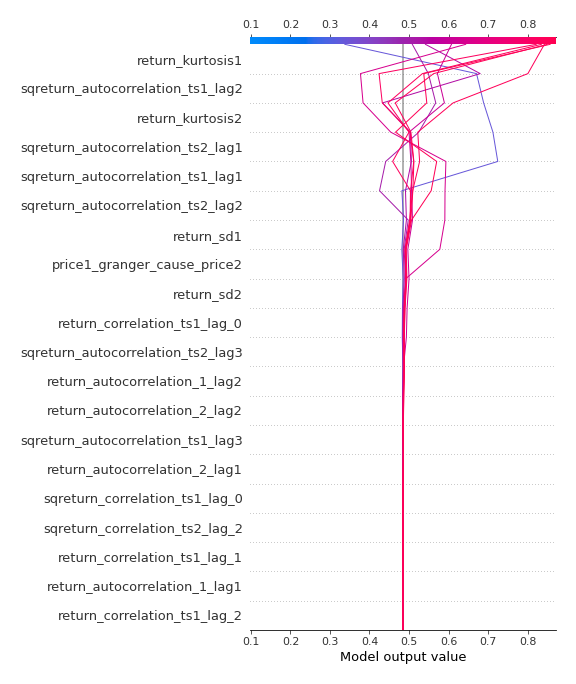 0.1 0.2 0.3 0.4 0.5 0.6 0.7 0.8
return_kurtosis1
sqreturn_autocorrelation_ts1_lag2
return_kurtosis2
sqreturn_autocorrelation_ts2_lag1
sqreturn_autocorrelation_ts1_lag1
sqreturn_autocorrelation_ts2_lag2
return_sd1
price1_granger_cause_price2
return_sd2
return_correlation_ts1_lag_0
sqreturn_autocorrelation_ts2_lag3
return_autocorrelation_1_lag2
return_autocorrelation_2_lag2
sqreturn_autocorrelation_ts1_lag3
return_autocorrelation_2_lag1
sqreturn_correlation_ts1_lag_0
sqreturn_correlation_ts2_lag_2
return_correlation_ts1_lag_1
return_autocorrelation_1_lag1
return_correlation_ts1_lag_2
0.1 0.2 0.3 0.4 0.5 0.6 0.7 0.8
Model output value